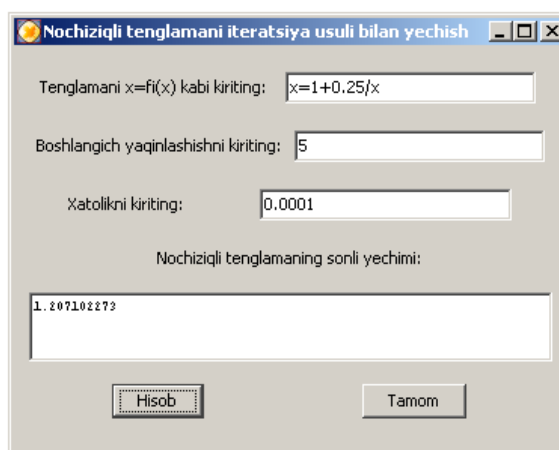 Nochiziqli tenglamani iteratsiya usuli bilan yechish
Tenglamani x=fi(x) kabi kiriting: x=1+0.25/x
Boshlangich yaqinlashishni kiriting: 5
Xatolikni kiriting: 0.0001
Nochiziqli tenglamaning sonli yechimi:
1.207102273
Hisob Tamom